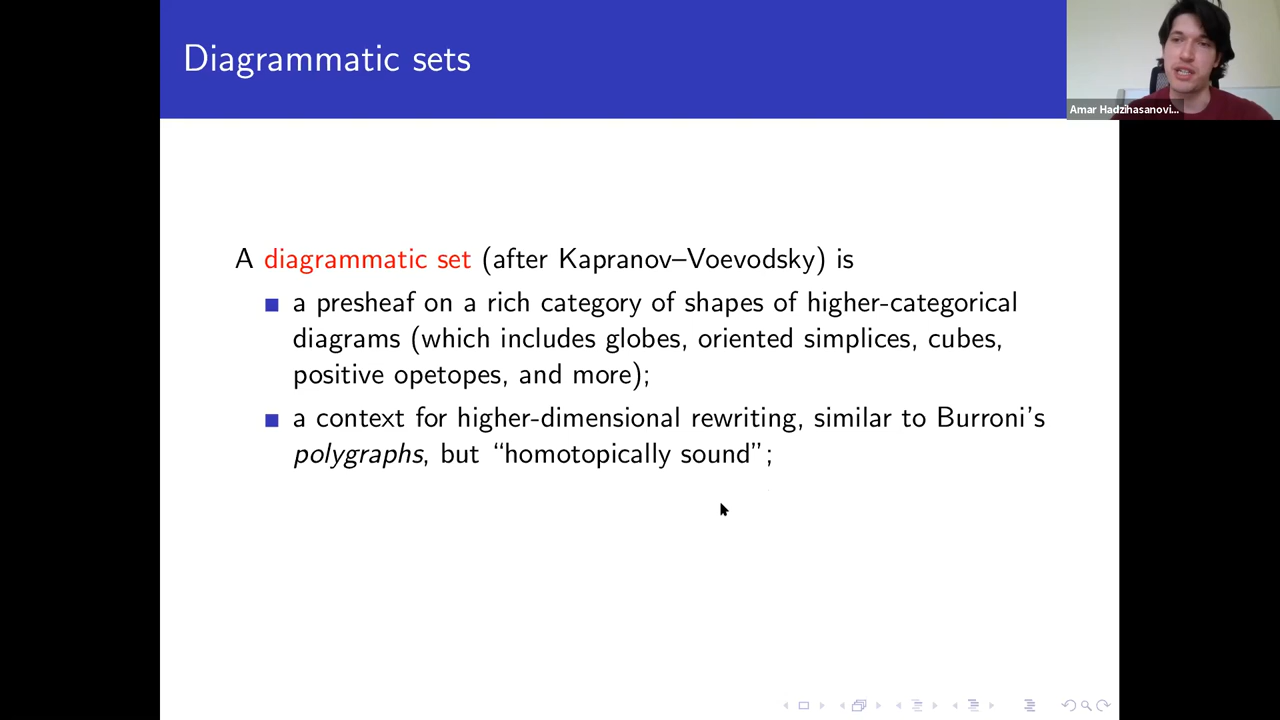 Diagrammatic sets
Amar Hadzihasanovi...
A diagrammatic set (after Kapranov–Voevodsky) is
a presheaf on a rich category of shapes of higher-categorical
diagrams (which includes globes, oriented simplices, cubes,
positive opetopes, and more);
a context for higher-dimensional rewriting, similar to Burroni's
polygraphs, but “homotopically sound”;